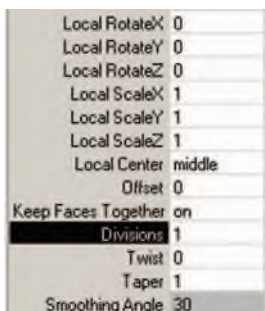 Local RotateX 0
Local RotateY 0
Local RotateZ 0
Local ScaleX 1
Local ScaleY 1
Local ScaleZ 1
Local Center middle
Offset 0
Keep Faces Together on
Divisions 1
Twist 0
Taper 1
Smoothing Angle 30